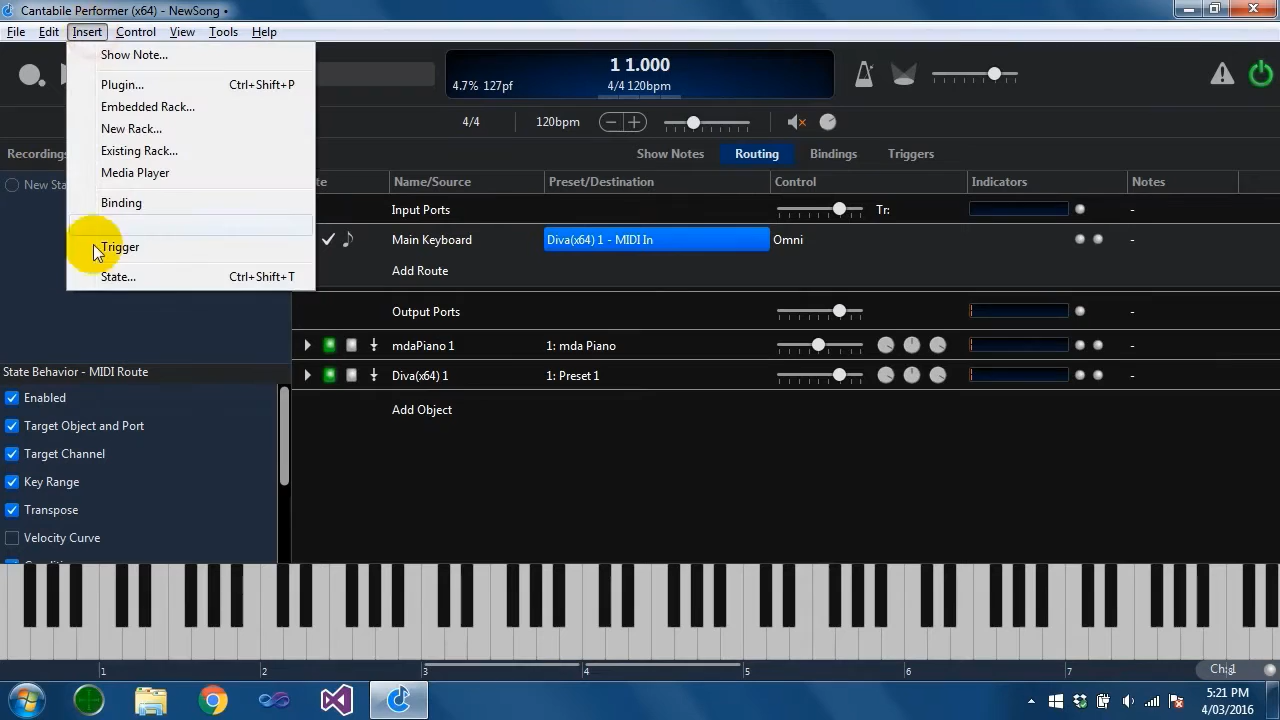 Cantabile Performer (x64) - NewSong •
File Edit Insert Control View Tools Help
Show Note...
Plugin... Ctrl+Shift+P
Embedded Rack...
New Rack...
Existing Rack...
Media Player
Binding
Trigger
State... Ctrl+Shift+T
1 1.000
4.7% 127pf 4/4 120bpm
4/4 120bpm
Recordings
Show Notes Routing Bindings Triggers
New Sta
te Name/Source Preset/Destination Control Indicators Notes
Input Ports Tr: -
Main Keyboard Diva(x64) 1 - MIDI In Omni -
Add Route
Output Ports -
mdaPiano 1 1: mda Piano -
Diva(x64) 1 1: Preset 1 -
Add Object
State Behavior - MIDI Route
Enabled
Target Object and Port
Target Channel
Key Range
Transpose
Velocity Curve
1 2 3 4 5 6 7 8
Ch:1
5:21 PM
4/03/2016